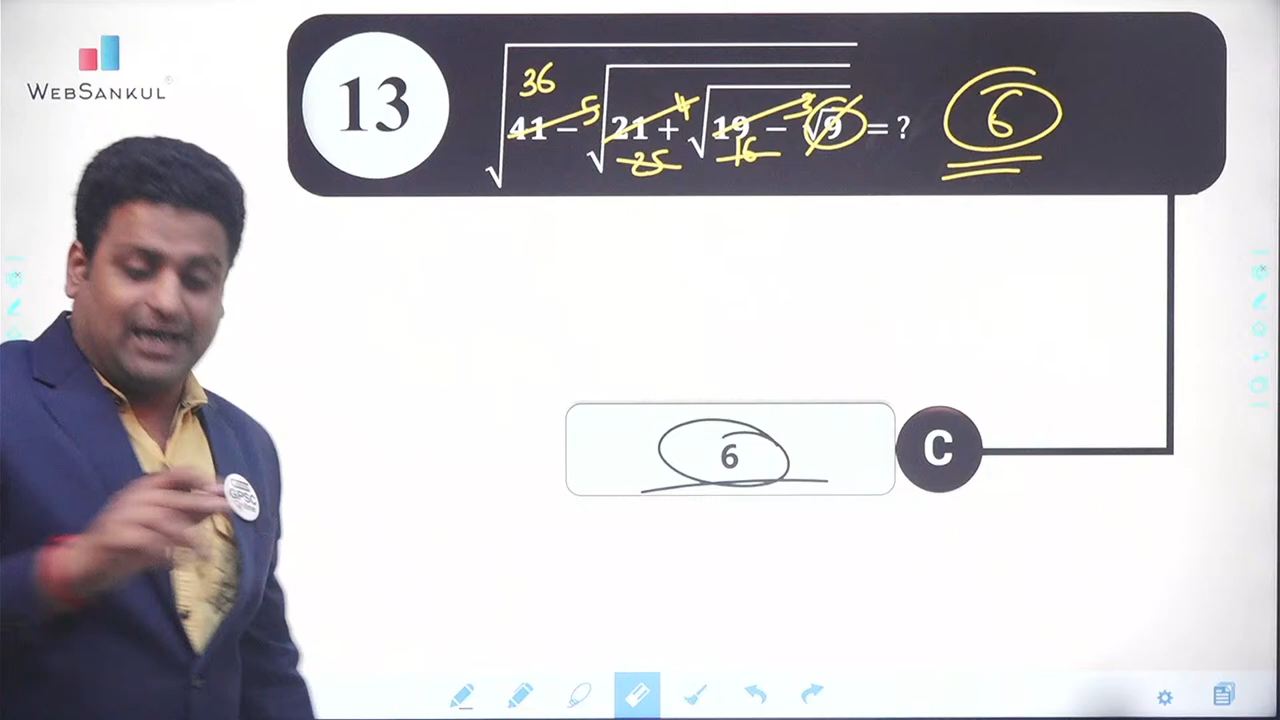 WEBSANKUL
13
√41 − √21 + √19 − √9 = ?
36 5 4 3
25 16
6
6
C
GPSC